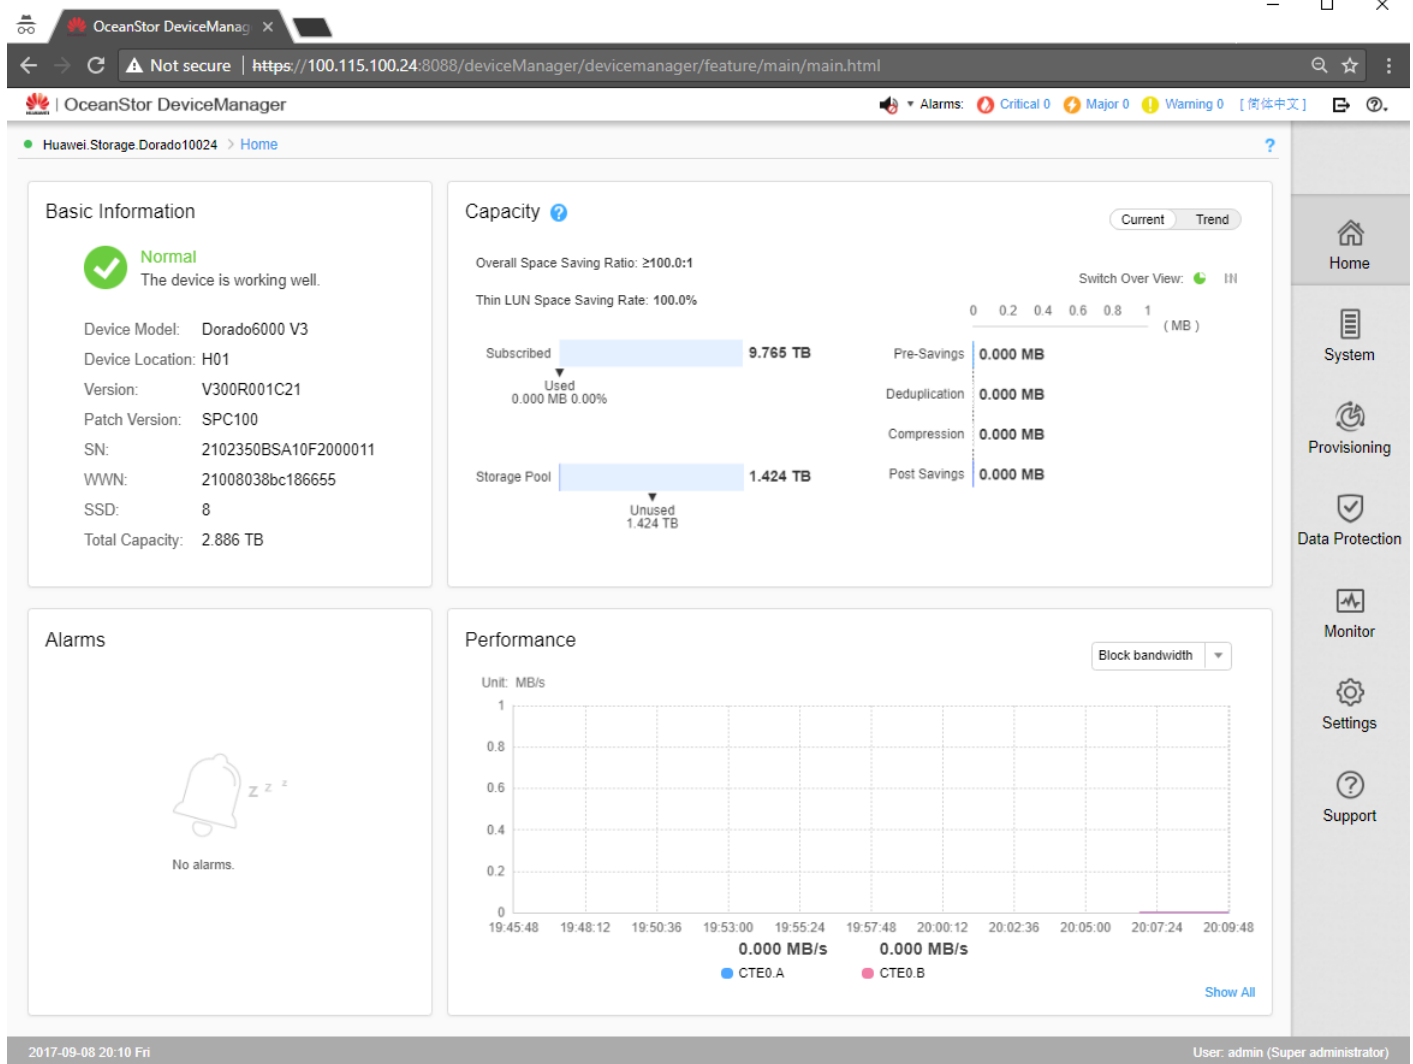 OceanStor DeviceManag
Not secure | https://100.115.100.24:8088/deviceManager/devicemanager/feature/main/main.html
HUAWEI | OceanStor DeviceManager
Alarms: Critical 0 Major 0 Warning 0 [简体中文]
Huawei.Storage.Dorado10024 > Home
Basic Information
Normal
The device is working well.
Device Model: Dorado6000 V3
Device Location: H01
Version: V300R001C21
Patch Version: SPC100
SN: 2102350BSA10F2000011
WWN: 21008038bc186655
SSD: 8
Total Capacity: 2.886 TB
Capacity
Current Trend
Overall Space Saving Ratio: ≥100.0:1
Thin LUN Space Saving Rate: 100.0%
Switch Over View:
Subscribed 9.765 TB
Used
0.000 MB 0.00%
Storage Pool 1.424 TB
Unused
1.424 TB
0 0.2 0.4 0.6 0.8 1
( MB )
Pre-Savings 0.000 MB
Deduplication 0.000 MB
Compression 0.000 MB
Post Savings 0.000 MB
Alarms
z z z
No alarms.
Performance
Block bandwidth
Unit: MB/s
1
0.8
0.6
0.4
0.2
0
19:45:48 19:48:12 19:50:36 19:53:00 19:55:24 19:57:48 20:00:12 20:02:36 20:05:00 20:07:24 20:09:48
0.000 MB/s 0.000 MB/s
CTE0.A CTE0.B
Show All
Home
System
Provisioning
Data Protection
Monitor
Settings
Support
2017-09-08 20:10 Fri
User: admin (Super administrator)